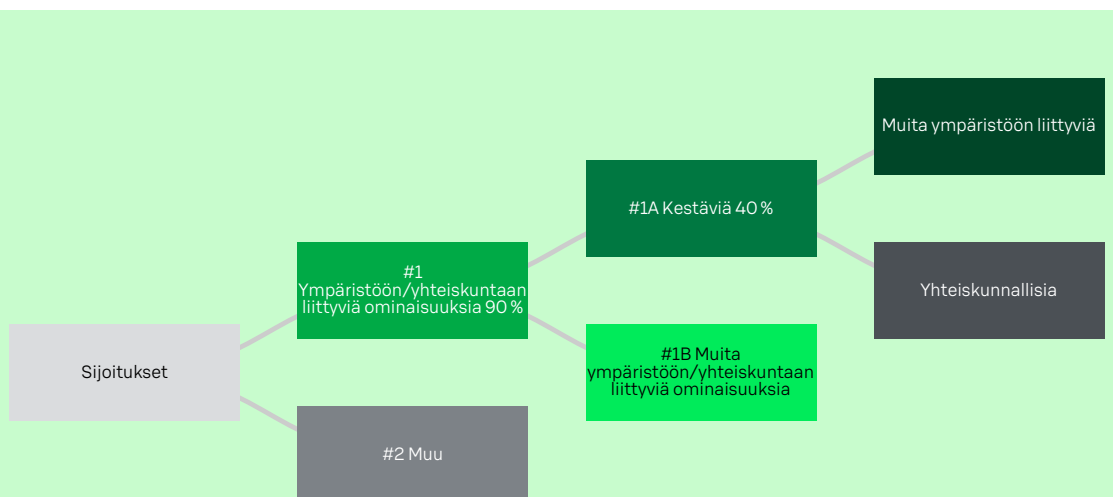 Muita ympäristöön liittyviä
#1A Kestäviä 40 %
#1
Ympäristöön/yhteiskuntaan
liittyviä ominaisuuksia 90 %
Yhteiskunnallisia
Sijoitukset
#1B Muita
ympäristöön/yhteiskuntaan
liittyviä ominaisuuksia
#2 Muu